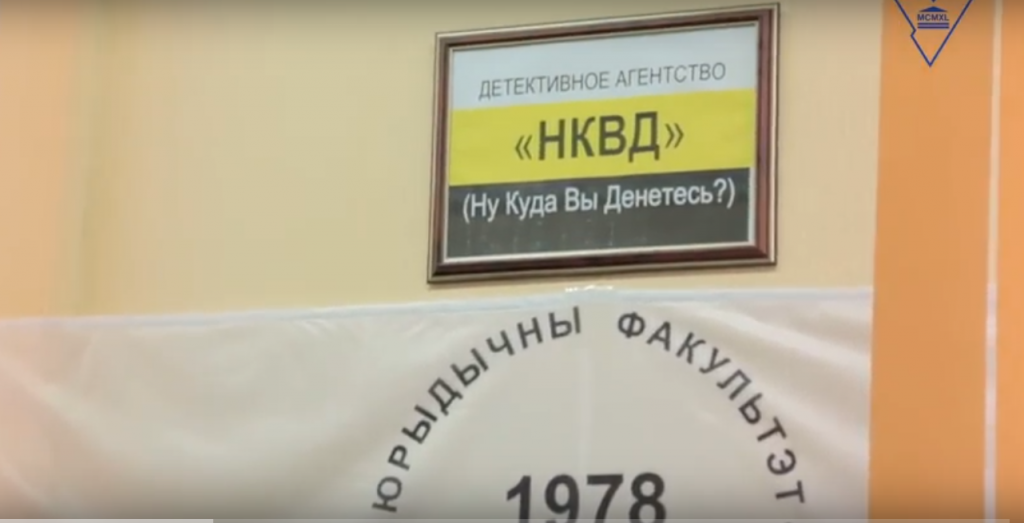 MCMXL
ДЕТЕКТИВНОЕ АГЕНТСТВО
«НКВД»
(Ну Куда Вы Денетесь?)
ЮРЫДЫЧНЫ ФАКУЛЬТЭТ
1978